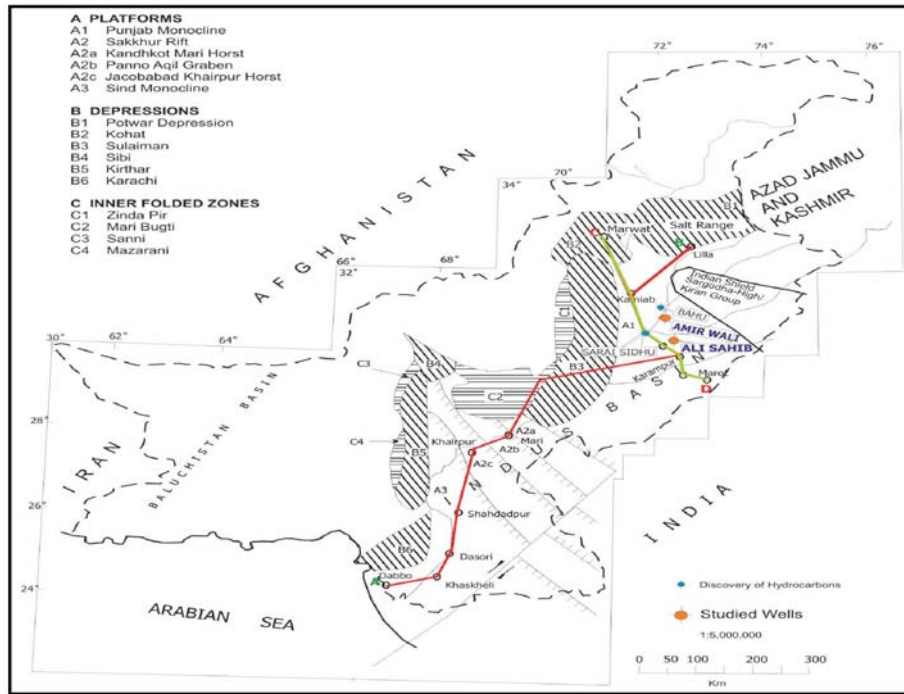 A PLATFORMS
A1 Punjab Monocline
A2 Sakkhur Rift
A2a Kandhkot Mari Horst
A2b Panno Aqil Graben
A2c Jacobabad Khairpur Horst
A3 Sind Monocline
B DEPRESSIONS
B1 Potwar Depression
B2 Kohat
B3 Sulaiman
B4 Sibi
B5 Kirthar
B6 Karachi
C INNER FOLDED ZONES
C1 Zinda Pir
C2 Mari Bugti
C3 Sanni
C4 Mazarani
72° 74° 76°
70°
34°
68°
66°
32°
64°
62°
30°
28°
26°
24°
AFGHANISTAN
AZAD JAMMU
AND
KASHMIR
B1
Marwat
Salt Range
C
B2
B
Lilla
Indian Shield
Sargodha-High/
Kiran Group
Kamiab
BAHU
C1
A1
AMIR WALI
ALI SAHIB
SARAI SIDHU
Karampur
Marot
D
C3
B4
B3
C2
A2a
Mari
A2b
Khairpur
C4
B5
A2c
INDUS BASIN
A3
Shahdadpur
B6
Dasori
A
Dabbo
Khaskheli
IRAN
BALUCHISTAN BASIN
INDIA
ARABIAN SEA
Discovery of Hydrocarbons
Studied Wells
1:5,000,000
0 50 100 200 300
Km